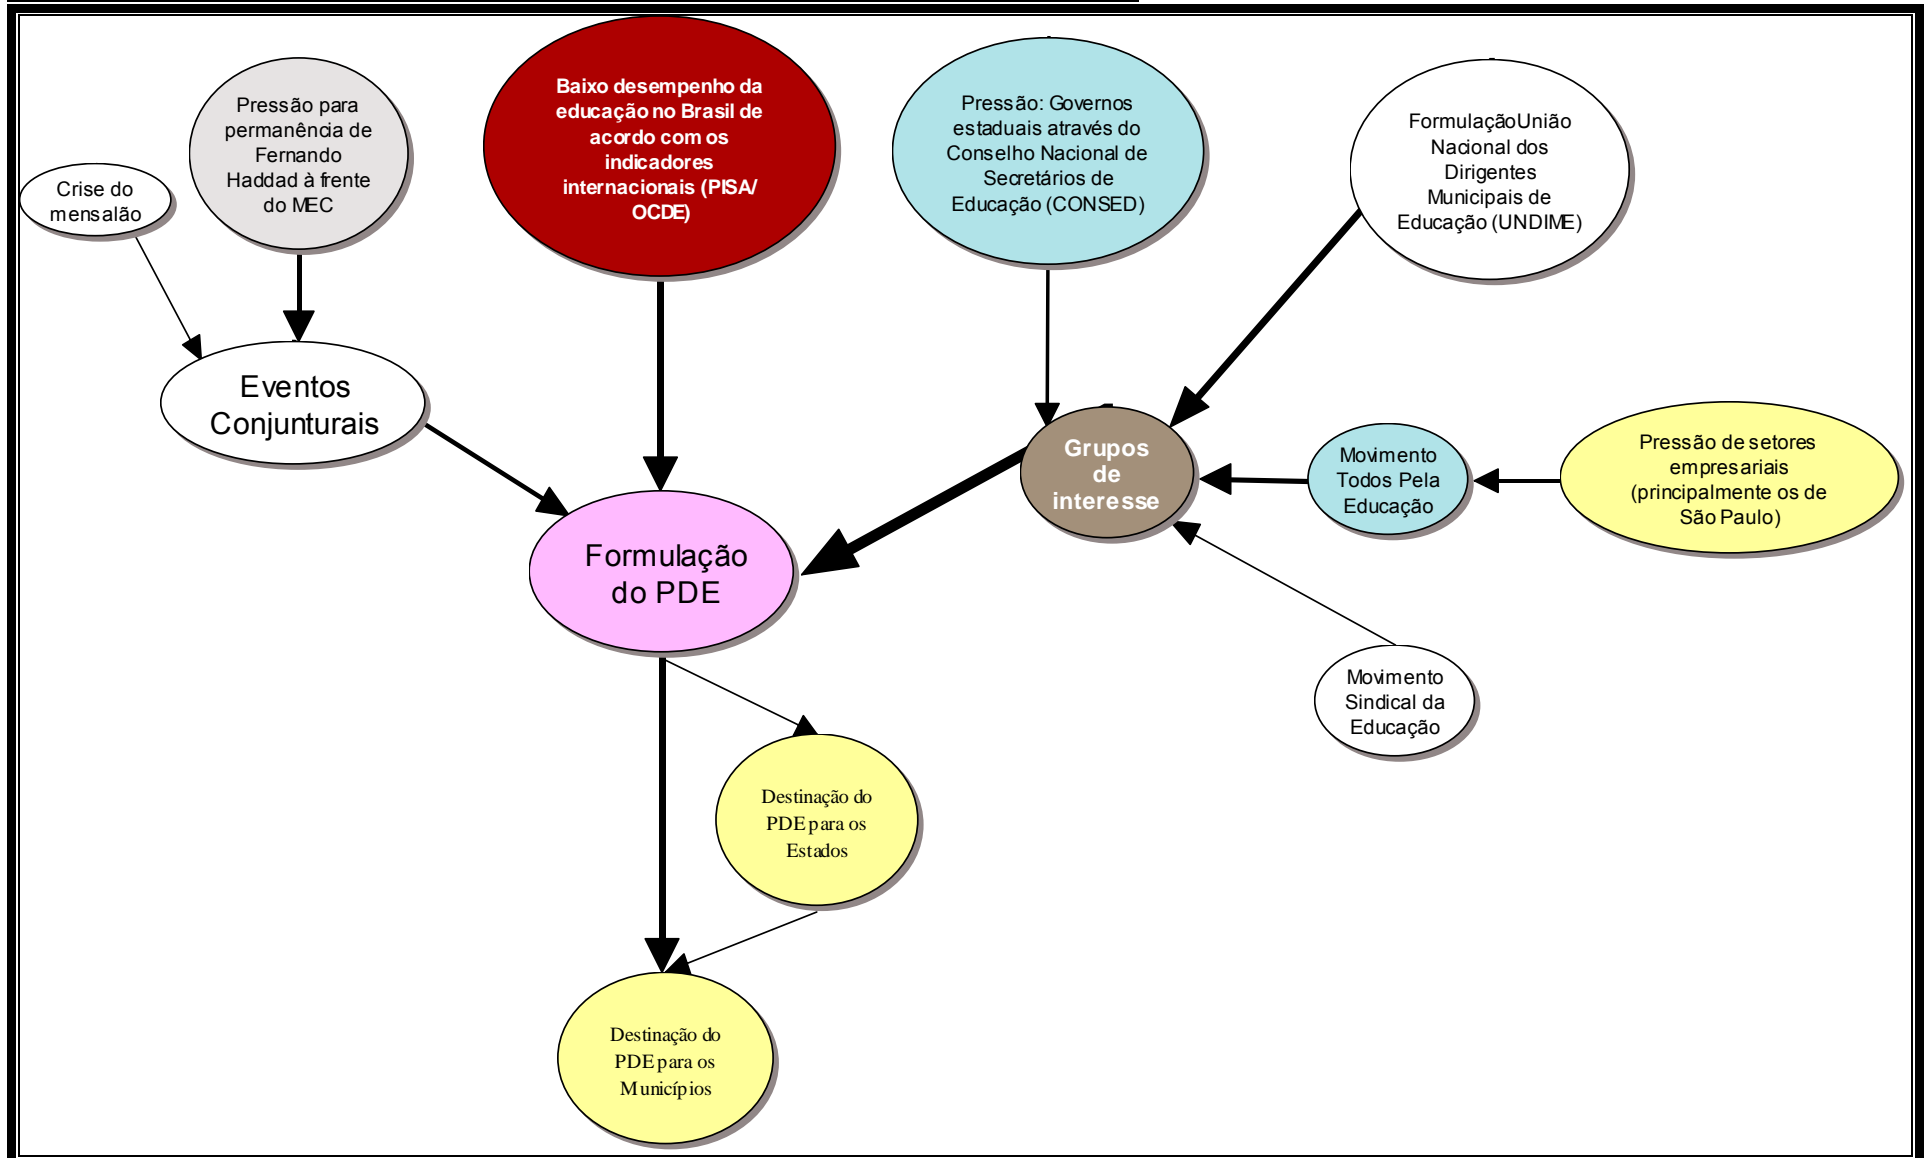 Crise do
mensalão
Pressão para
permanência de
Fernando
Haddad à frente
do MEC
Baixo desempenho da
educação no Brasil de
acordo com os
indicadores
internacionais (PISA/
OCDE)
Pressão: Governos
estaduais através do
Conselho Nacional de
Secretários de
Educação (CONSED)
FormulaçãoUnião
Nacional dos
Dirigentes
Municipais de
Educação (UNDIME)
Eventos
Conjunturais
Grupos
de
interesse
Movimento
Todos Pela
Educação
Pressão de setores
empresariais
(principalmente os de
São Paulo)
Formulação
do PDE
Movimento
Sindical da
Educação
Destinação do
PDE para os
Estados
Destinação do
PDE para os
Municípios